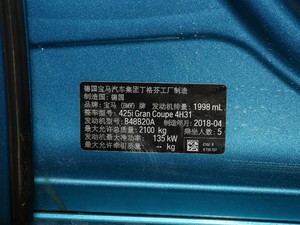 德国宝马汽车集团丁格芬工厂制造
制造国：德国
品牌：宝马 (BMW) 牌 发动机排量：1998 mL
整车型号：425i Gran Coupe 4H31
发动机型号：B48B20A 制造年月：2018-04
最大允许总质量：2100 kg 乘坐人数：5
发动机最大净功率：135 kW
最大允许牵引质量：-- kg